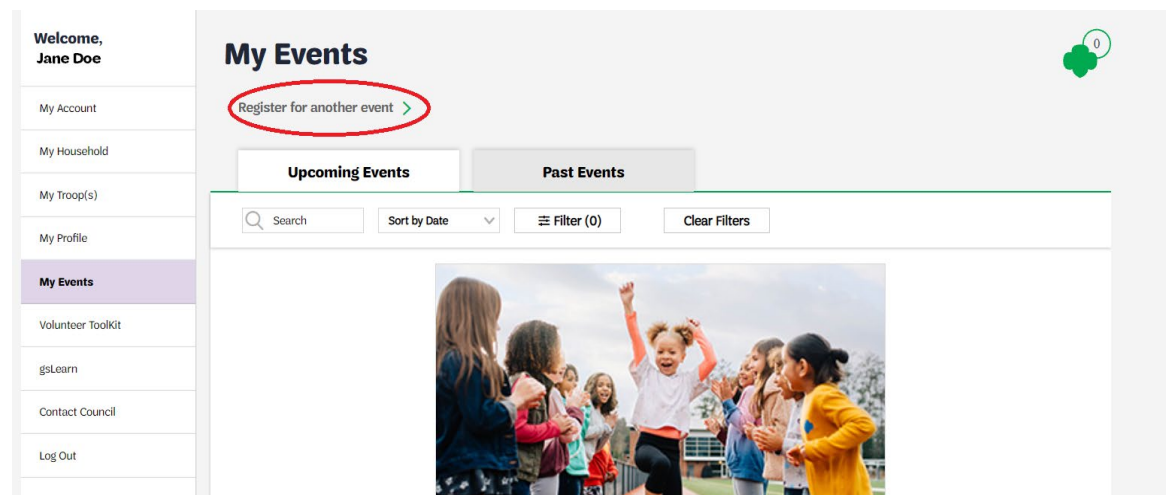 Welcome,
Jane Doe
My Account
My Household
My Troop(s)
My Profile
My Events
Volunteer ToolKit
gsLearn
Contact Council
Log Out
My Events
0
Register for another event >
Upcoming Events
Past Events
Search
Sort by Date
Filter (0)
Clear Filters